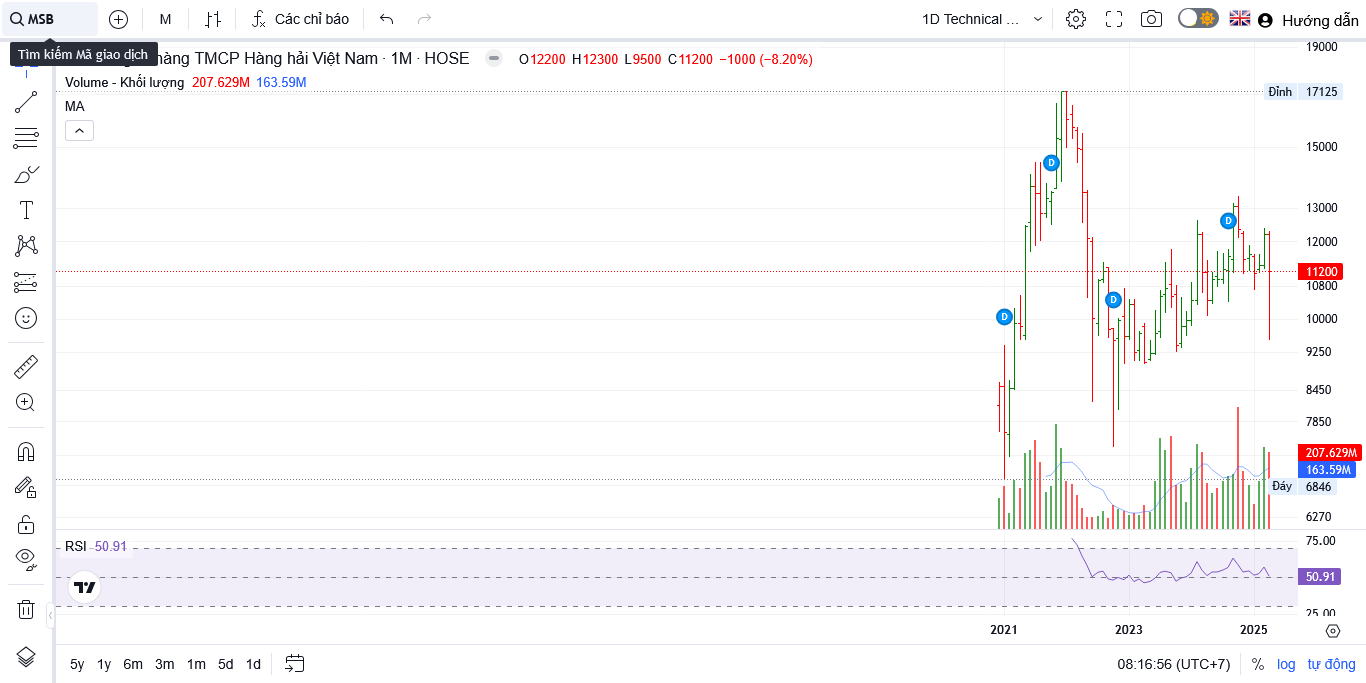 MSB
M
Các chỉ báo
1D Technical ...
Hướng dẫn
Tìm kiếm Mã giao dịch
hàng TMCP Hàng hải Việt Nam · 1M · HOSE
O12200 H12300 L9500 C11200 −1000 (−8.20%)
Volume - Khối lượng 207.629M 163.59M
MA
19000
Đỉnh 17125
15000
13000
12000
11200
10800
10000
9250
8450
7850
207.629M
163.59M
Đáy 6846
6270
D
D
D
D
RSI 50.91
75.00
50.91
25.00
2021 2023 2025
5y 1y 6m 3m 1m 5d 1d
08:16:56 (UTC+7) % log tự động